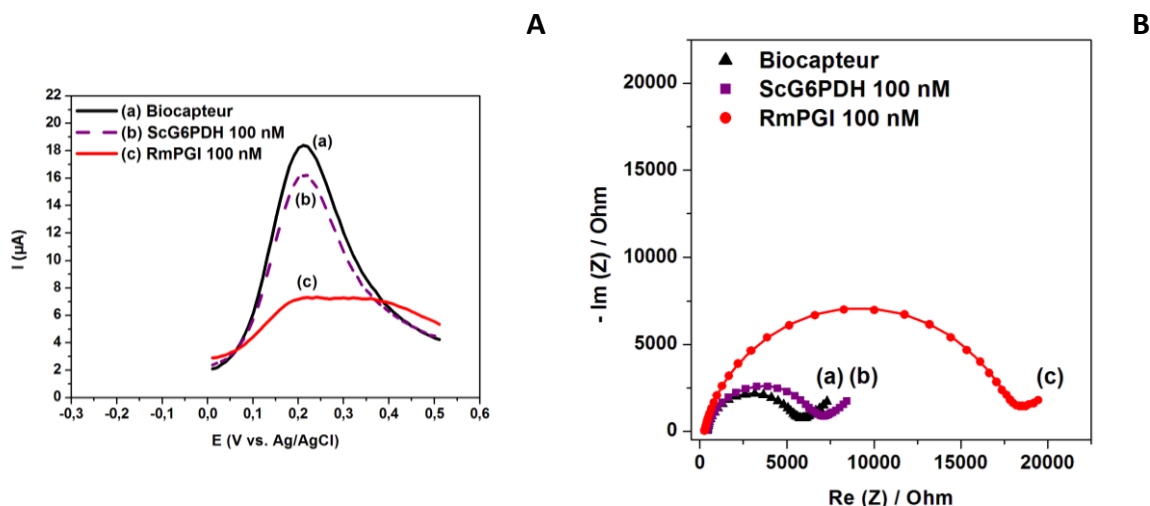 A
22
20
18
16
14
12
10
8
6
4
2
0
I (µA)
(a) Biocapteur
(b) ScG6PDH 100 nM
(c) RmPGI 100 nM
(a)
(b)
(c)
-0,3 -0,2 -0,1 0,0 0,1 0,2 0,3 0,4 0,5 0,6
E (V vs. Ag/AgCl)
B
20000
15000
10000
5000
0
- Im (Z) / Ohm
Biocapteur
ScG6PDH 100 nM
RmPGI 100 nM
(a) (b) (c)
0 5000 10000 15000 20000
Re (Z) / Ohm